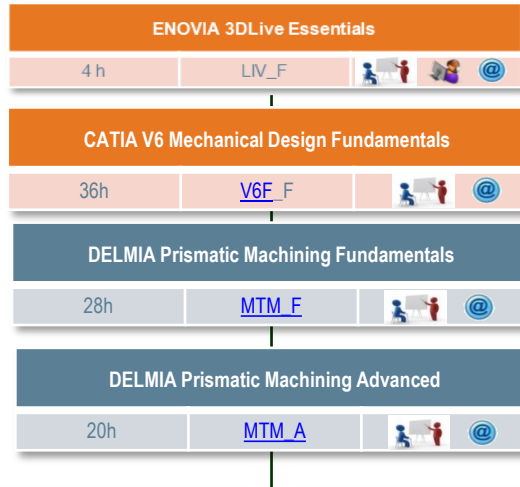 ENOVIA 3DLive Essentials
4 h LIV_F @
CATIA V6 Mechanical Design Fundamentals
36h V6F_F @
DELMIA Prismatic Machining Fundamentals
28h MTM_F @
DELMIA Prismatic Machining Advanced
20h MTM_A @